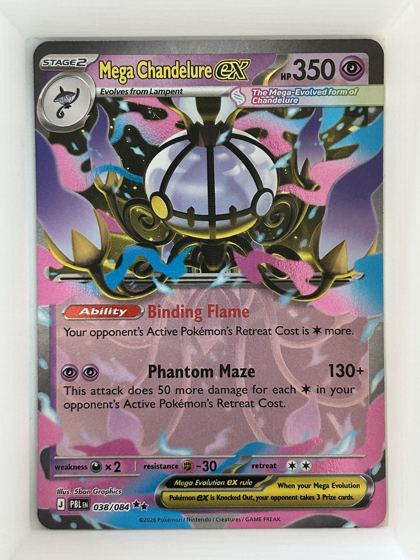 STAGE2 Mega Chandelure ex HP 350
Evolves from Lampent
The Mega-Evolved form of
Chandelure
Ability Binding Flame
Your opponent's Active Pokémon's Retreat Cost is more.
Phantom Maze 130+
This attack does 50 more damage for each in your
opponent's Active Pokémon's Retreat Cost.
weakness ×2 resistance -30 retreat
Illus. 5ban Graphics
Mega Evolution ex rule
When your Mega Evolution
Pokémon ex is Knocked Out, your opponent takes 3 Prize cards.
J PBL EN 038/084
©2026 Pokémon / Nintendo / Creatures / GAME FREAK